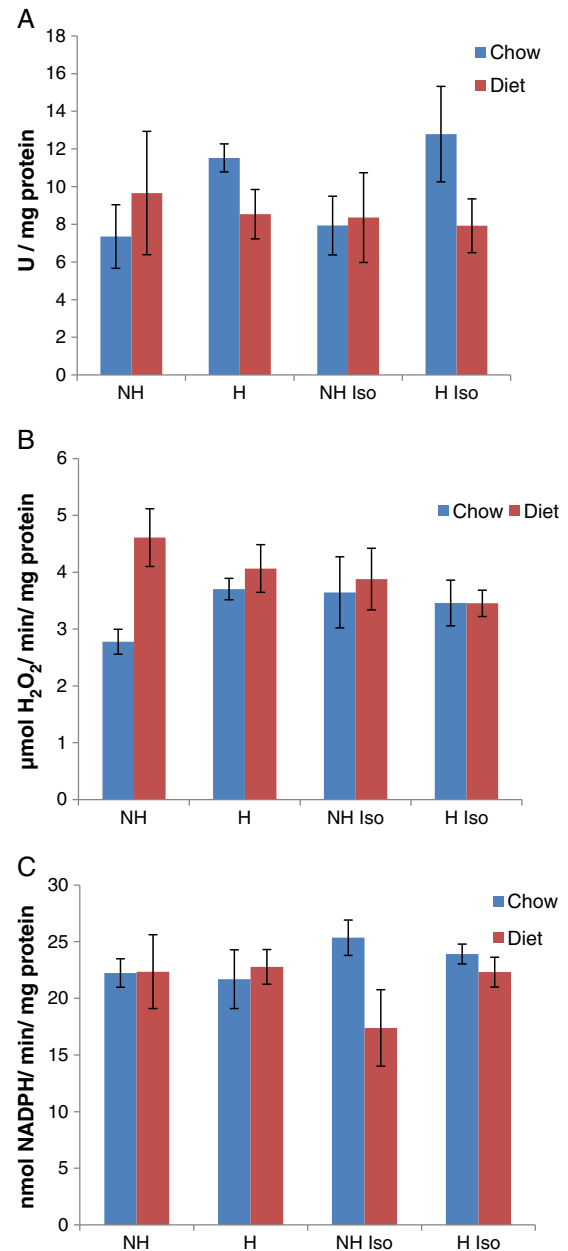 A
18
16
14
12
10
8
6
4
2
0
U / mg protein
Chow
Diet
NH H NH Iso H Iso
B
6
5
4
3
2
1
0
µmol H₂O₂/ min/ mg protein
Chow Diet
NH H NH Iso H Iso
C
30
25
20
15
10
5
0
nmol NADPH/ min/ mg protein
Chow
Diet
NH H NH Iso H Iso